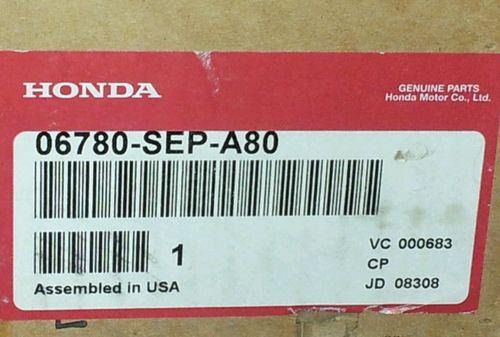 HONDA
GENUINE PARTS
Honda Motor Co., Ltd.
06780-SEP-A80
1
VC 000683
CP
Assembled in USA
JD 08308